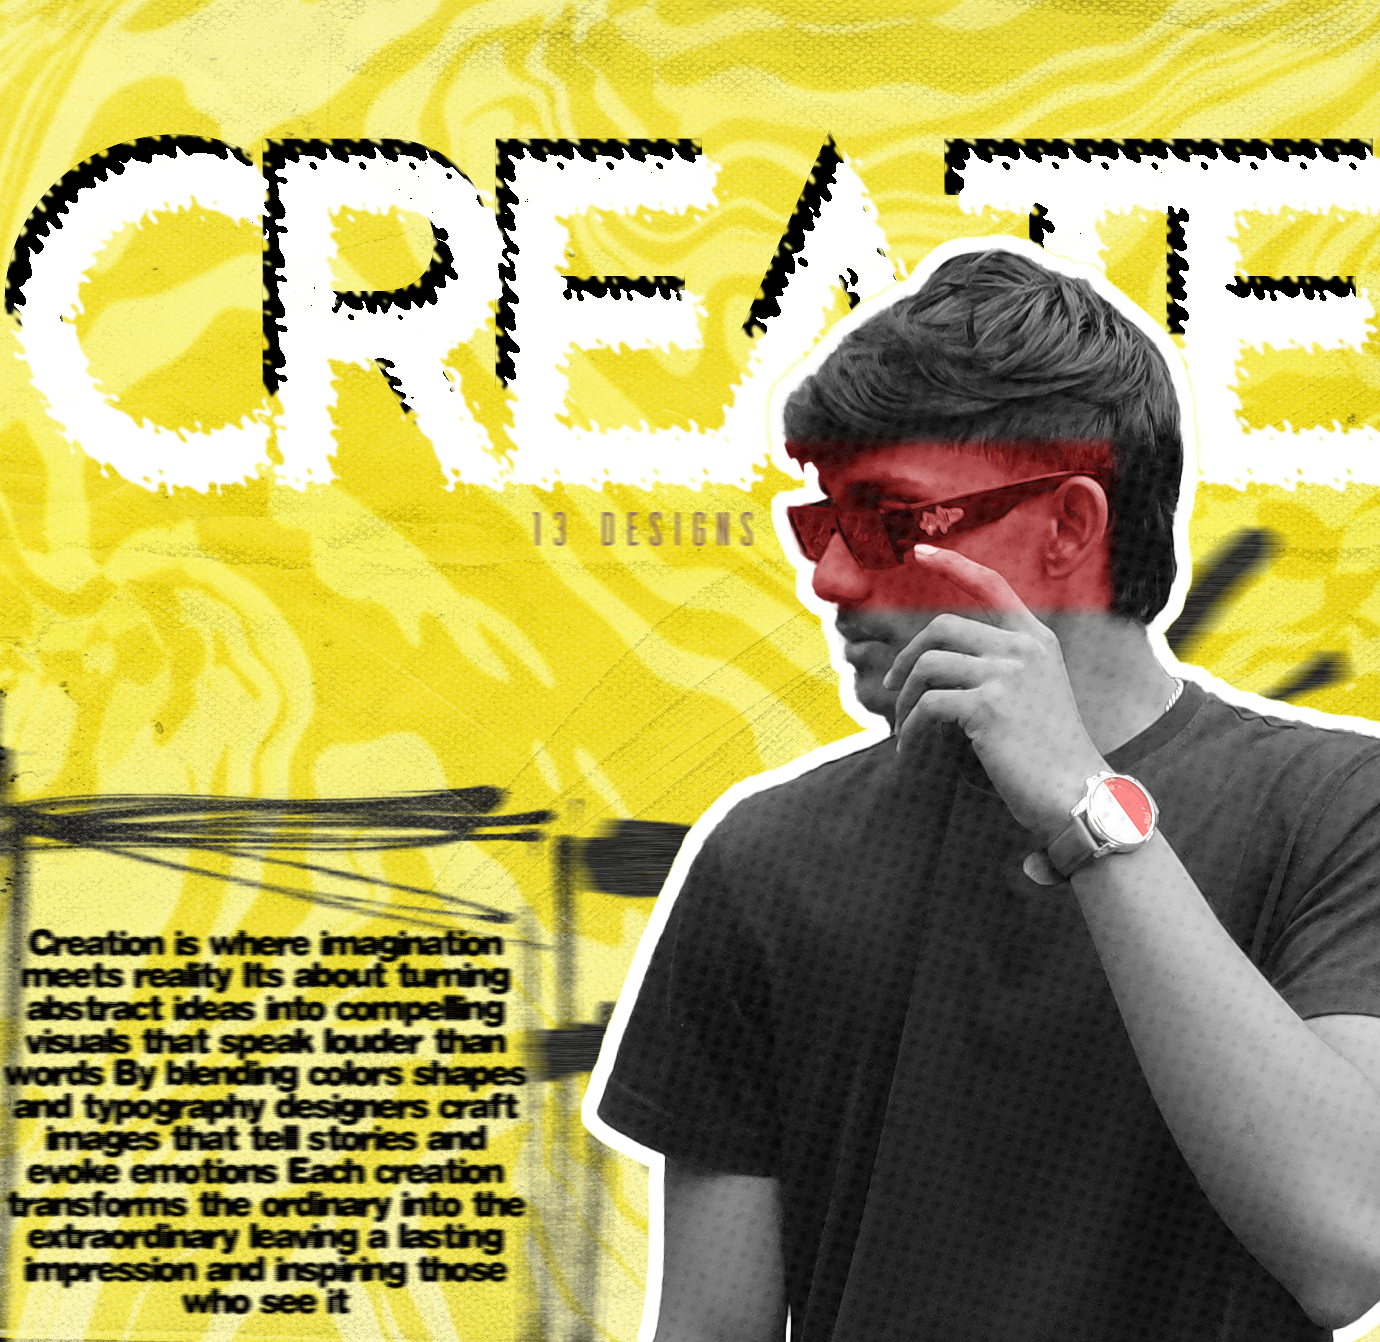 CREATE
13 DESIGNS
Creation is where imagination
meets reality Its about turning
abstract ideas into compelling
visuals that speak louder than
words By blending colors shapes
and typography designers craft
images that tell stories and
evoke emotions Each creation
transforms the ordinary into the
extraordinary leaving a lasting
impression and inspiring those
who see it